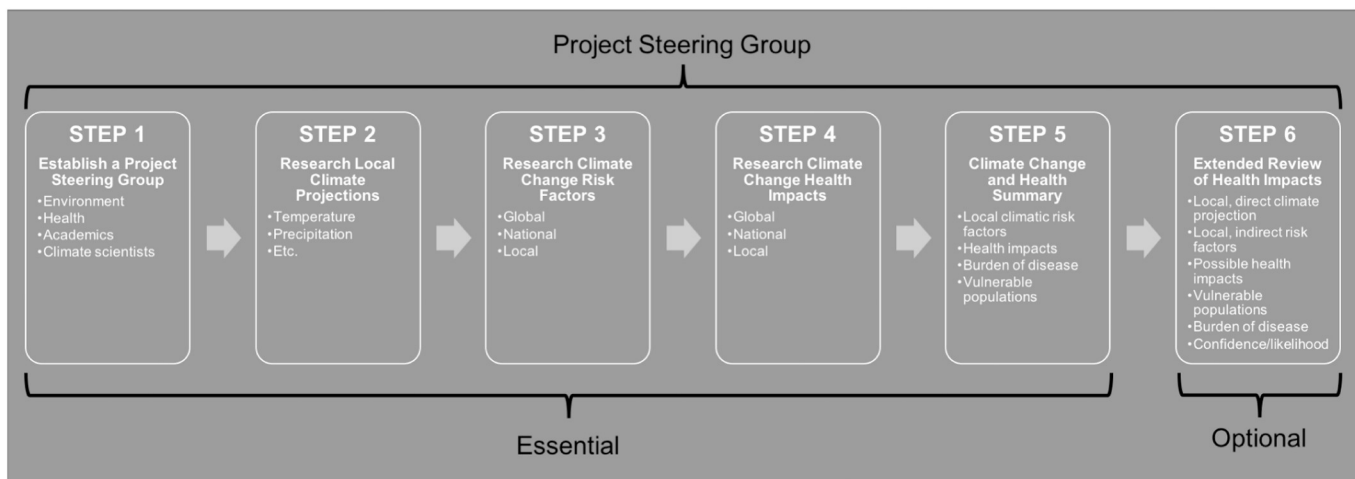 Project Steering Group
STEP 1
Establish a Project
Steering Group
•Environment
•Health
•Academics
•Climate scientists
STEP 2
Research Local
Climate
Projections
•Temperature
•Precipitation
•Etc.
STEP 3
Research Climate
Change Risk
Factors
•Global
•National
•Local
STEP 4
Research Climate
Change Health
Impacts
•Global
•National
•Local
STEP 5
Climate Change
and Health
Summary
•Local climatic risk
factors
•Health impacts
•Burden of disease
•Vulnerable
populations
STEP 6
Extended Review
of Health Impacts
•Local, direct climate
projection
•Local, indirect risk
factors
•Possible health
impacts
•Vulnerable
populations
•Burden of disease
•Confidence/likelihood
Essential
Optional